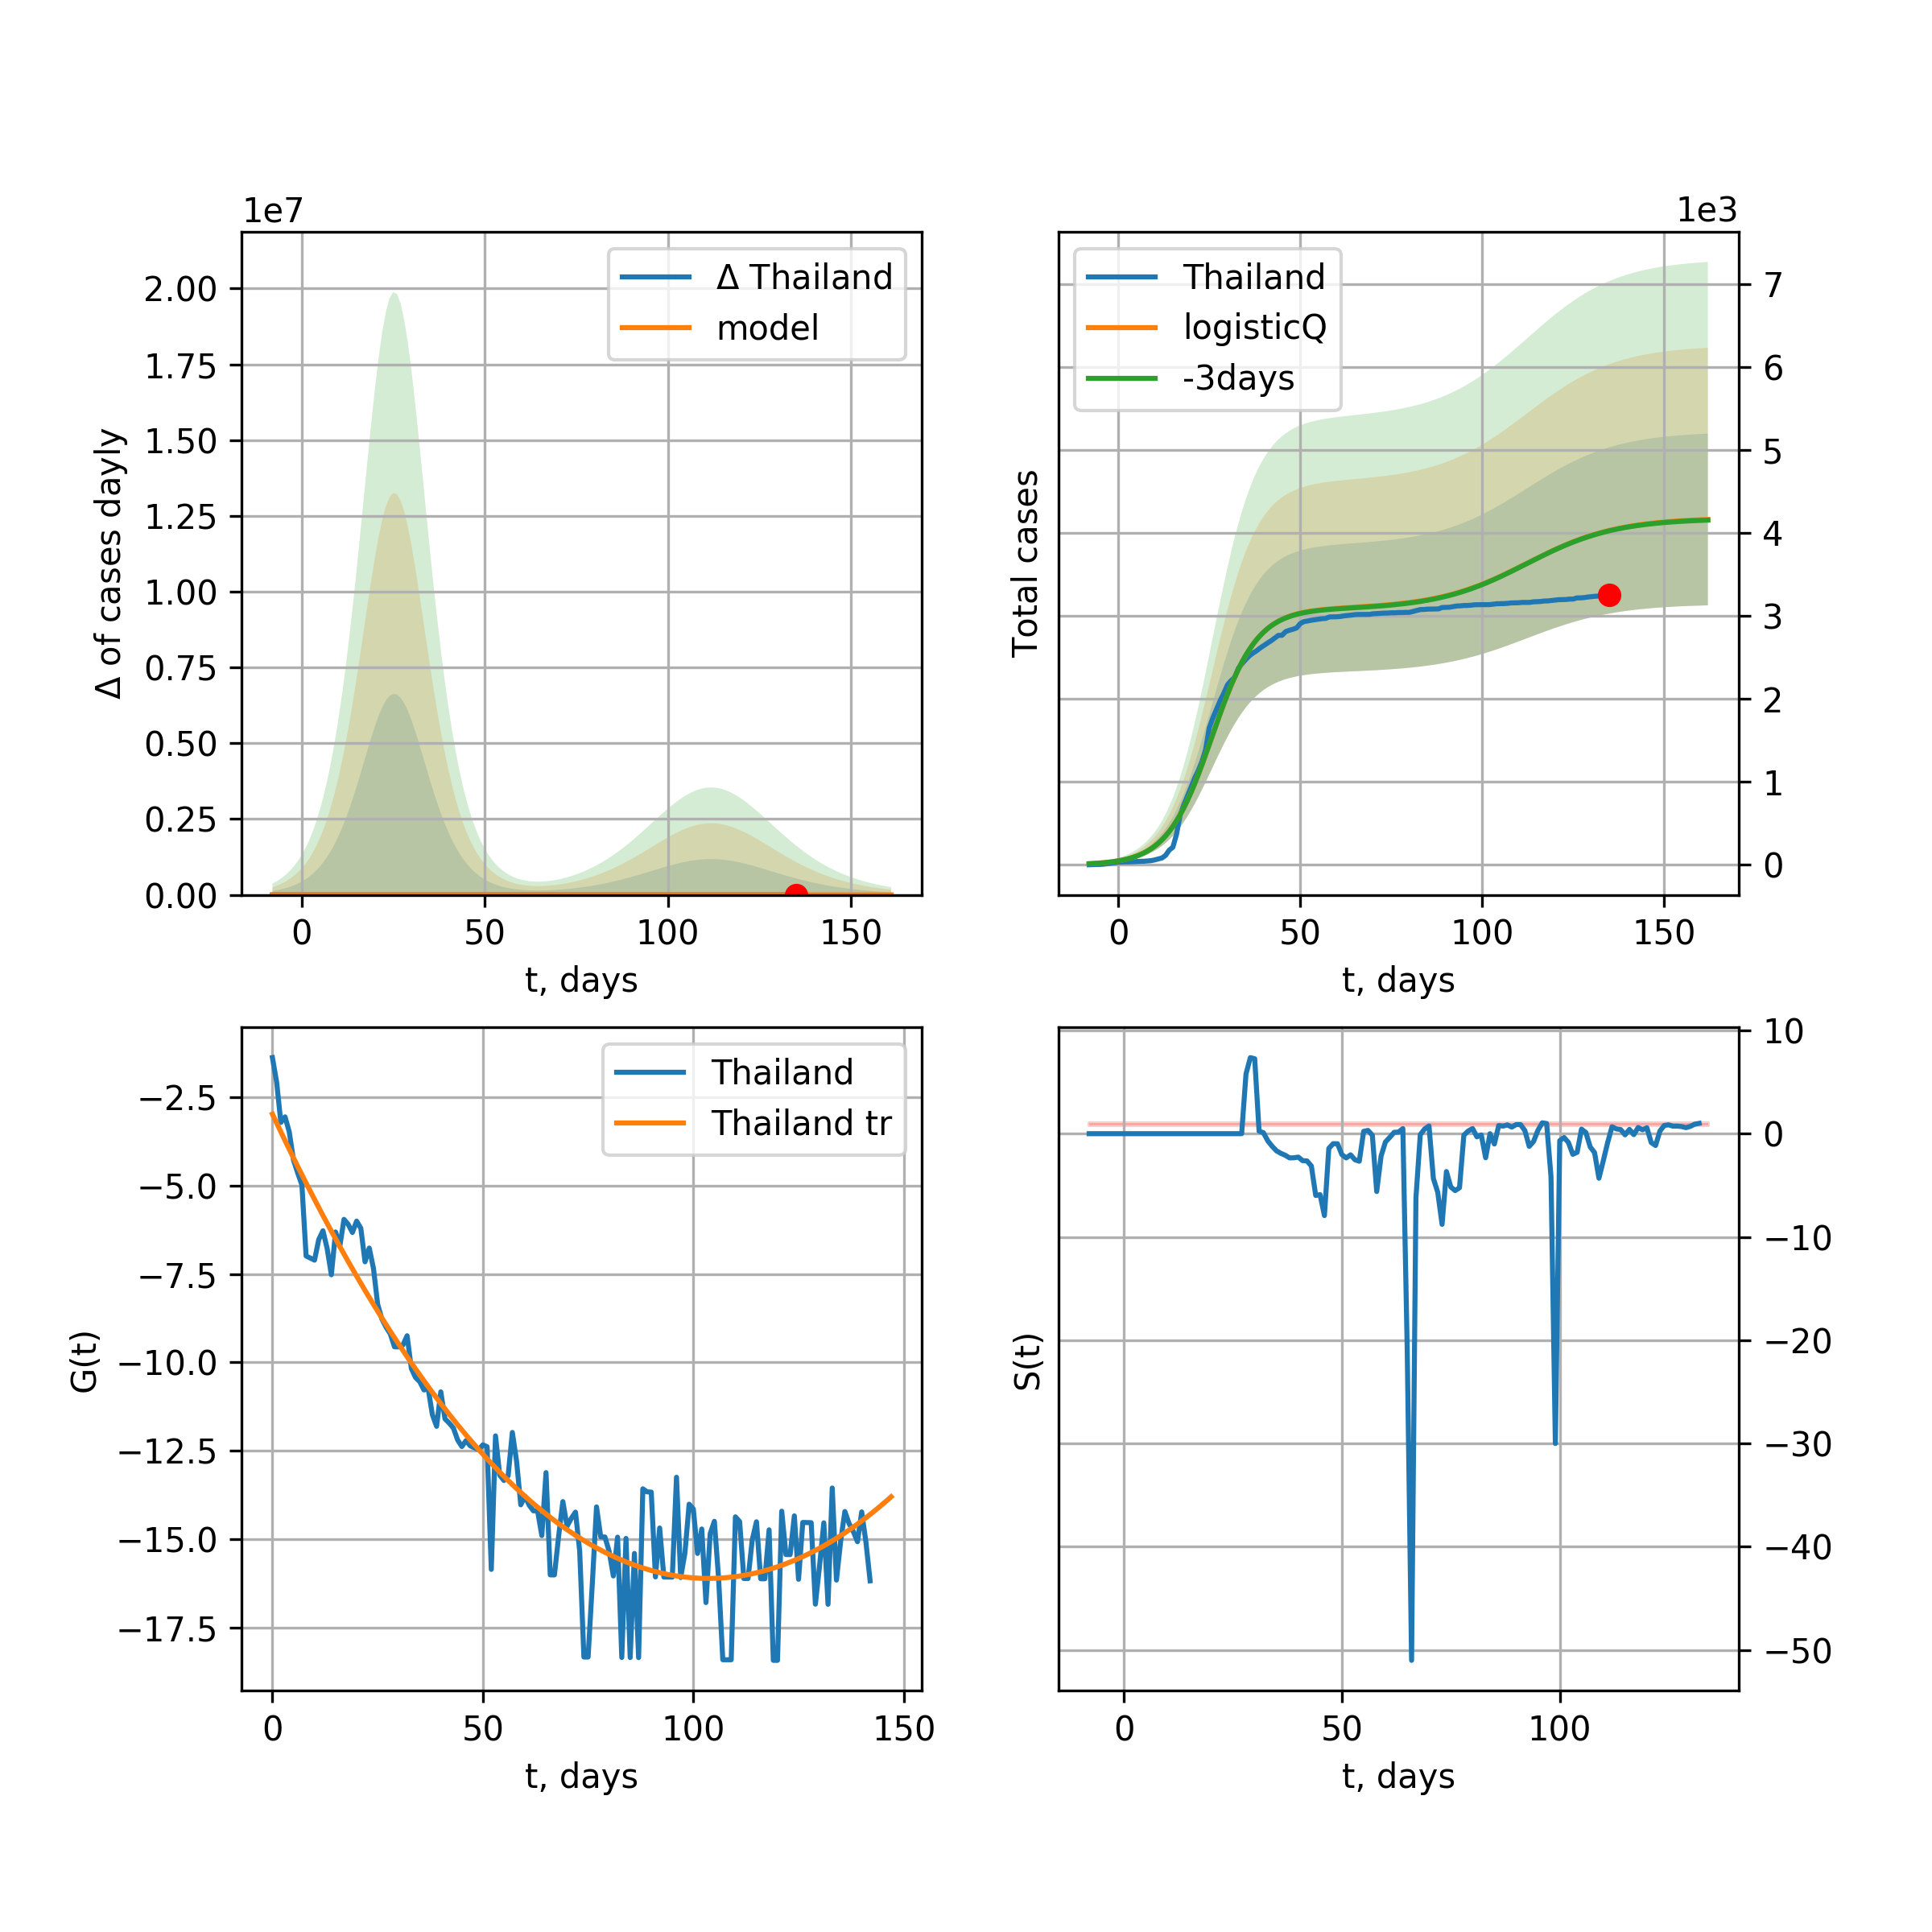 1e7
Δ of cases dayly
2.00
1.75
1.50
1.25
1.00
0.75
0.50
0.25
0.00
Δ Thailand
model
0 50 100 150
t, days
1e3
Total cases
Thailand
logisticQ
-3days
7
6
5
4
3
2
1
0
0 50 100 150
t, days
G(t)
−2.5
−5.0
−7.5
−10.0
−12.5
−15.0
−17.5
Thailand
Thailand tr
0 50 100 150
t, days
S(t)
10
0
−10
−20
−30
−40
−50
0 50 100
t, days